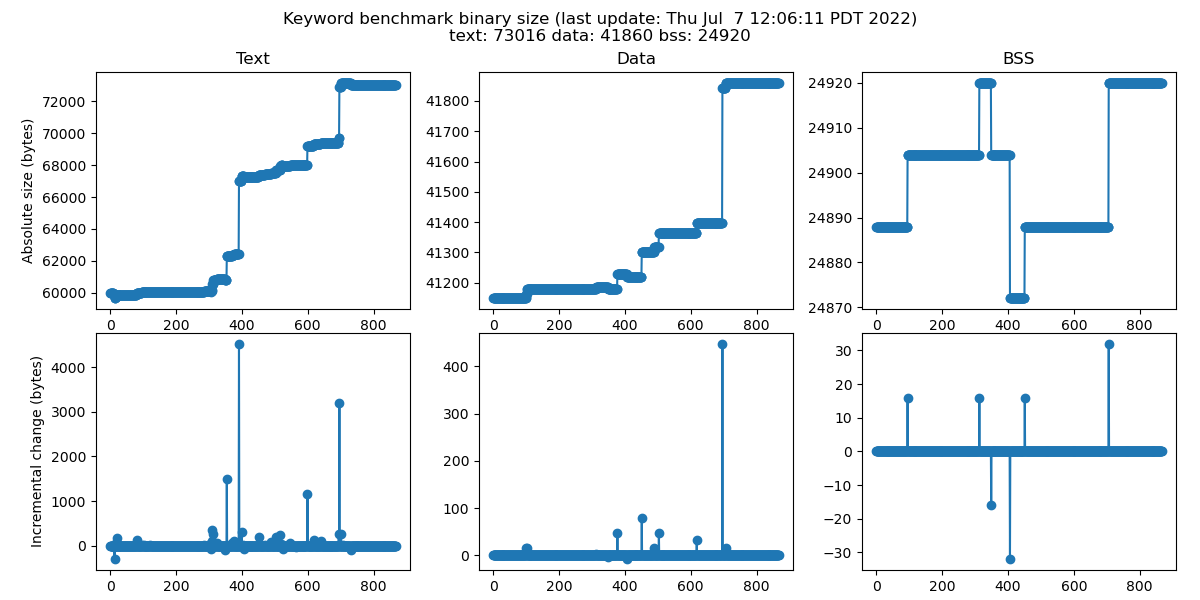 Keyword benchmark binary size (last update: Thu Jul  7 12:06:11 PDT 2022)
text: 73016 data: 41860 bss: 24920
Text
Data
BSS
Absolute size (bytes)
72000
70000
68000
66000
64000
62000
60000
0 200 400 600 800
41800
41700
41600
41500
41400
41300
41200
0 200 400 600 800
24920
24910
24900
24890
24880
24870
0 200 400 600 800
Incremental change (bytes)
4000
3000
2000
1000
0
0 200 400 600 800
400
300
200
100
0
0 200 400 600 800
30
20
10
0
−10
−20
−30
0 200 400 600 800